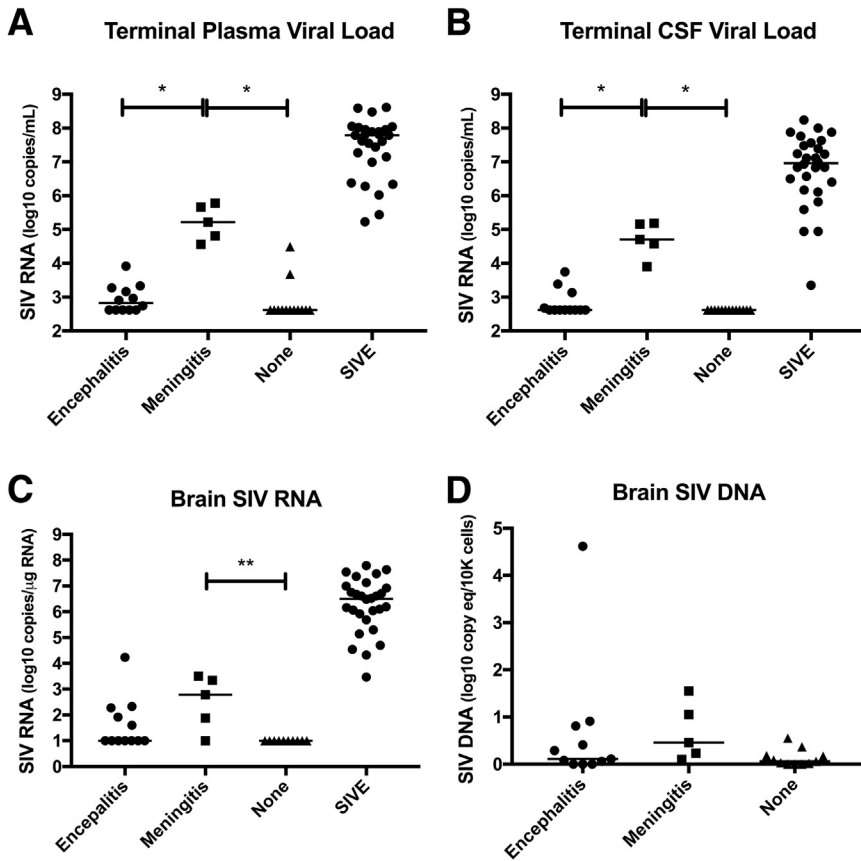 A
Terminal Plasma Viral Load
SIV RNA (log10 copies/mL)
9
8
7
6
5
4
3
2
*
*
Encephalitis
Meningitis
None
SIVE
B
Terminal CSF Viral Load
SIV RNA (log10 copies/mL)
9
8
7
6
5
4
3
2
*
*
Encephalitis
Meningitis
None
SIVE
C
Brain SIV RNA
SIV RNA (log10 copies/µg RNA)
9
8
7
6
5
4
3
2
1
0
**
Encepalitis
Meningitis
None
SIVE
D
Brain SIV DNA
SIV DNA (log10 copy eq/10K cells)
5
4
3
2
1
0
Encephalitis
Meningitis
None